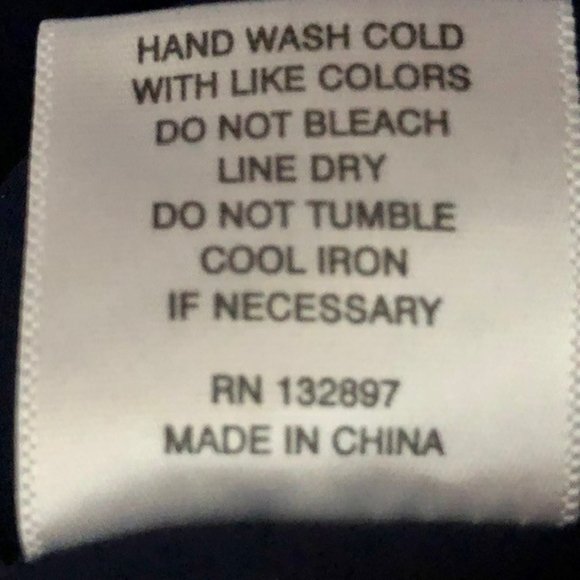 HAND WASH COLD
WITH LIKE COLORS
DO NOT BLEACH
LINE DRY
DO NOT TUMBLE
COOL IRON
IF NECESSARY
RN 132897
MADE IN CHINA